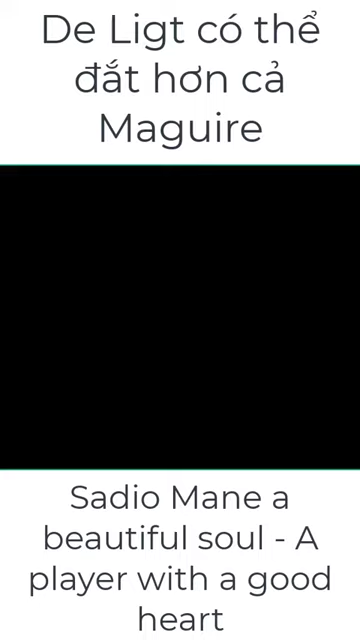 De Ligt có thể
đắt hơn cả
Maguire
Sadio Mane a
beautiful soul - A
player with a good
heart